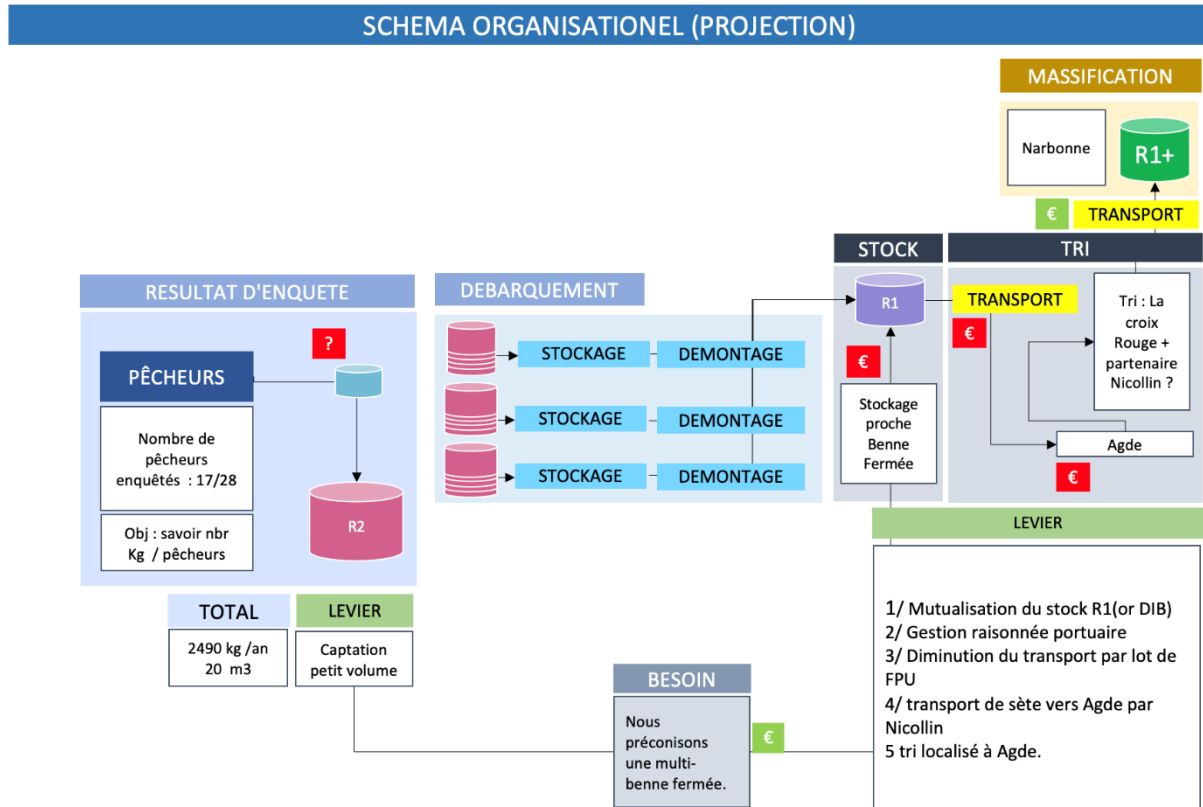 SCHEMA ORGANISATIONEL (PROJECTION)
MASSIFICATION
Narbonne
R1+
€
TRANSPORT
STOCK
TRI
RESULTAT D'ENQUETE
DEBARQUEMENT
R1
TRANSPORT
Tri : La
croix
Rouge +
partenaire
Nicollin ?
?
€
€
PÊCHEURS
STOCKAGE
DEMONTAGE
STOCKAGE
DEMONTAGE
STOCKAGE
DEMONTAGE
Stockage
proche
Benne
Fermée
Agde
€
Nombre de
pêcheurs
enquêtés : 17/28
R2
Obj : savoir nbr
Kg / pêcheurs
LEVIER
TOTAL
LEVIER
2490 kg /an
20 m3
Captation
petit volume
1/ Mutualisation du stock R1(or DIB)
2/ Gestion raisonnée portuaire
3/ Diminution du transport par lot de
FPU
4/ transport de sète vers Agde par
Nicollin
5 tri localisé à Agde.
BESOIN
Nous
préconisons
une multi-
benne fermée.
€